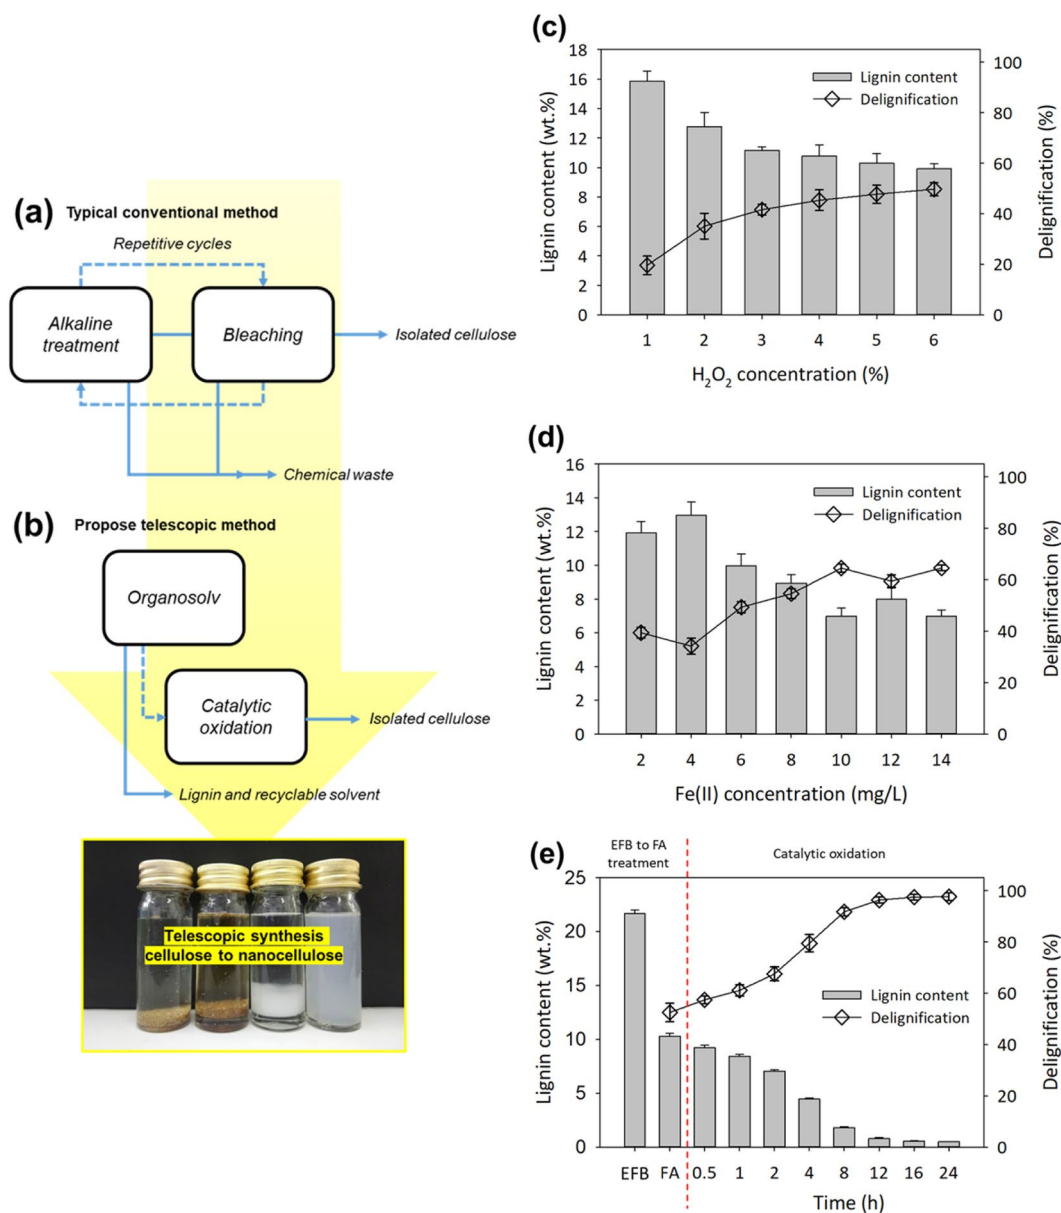 (a) Typical conventional method
Repetitive cycles
Alkaline
treatment
Bleaching
Isolated cellulose
Chemical waste
(b) Propose telescopic method
Organosolv
Catalytic
oxidation
Isolated cellulose
Lignin and recyclable solvent
Telescopic synthesis
cellulose to nanocellulose
(c)
Lignin content (wt.%)
18
16
14
12
10
8
6
4
2
0
Lignin content
Delignification
100
80
60
40
20
0
Delignification (%)
1 2 3 4 5 6
H₂O₂ concentration (%)
(d)
Lignin content (wt.%)
16
14
12
10
8
6
4
2
0
Lignin content
Delignification
100
80
60
40
20
0
Delignification (%)
2 4 6 8 10 12 14
Fe(II) concentration (mg/L)
(e)
EFB to FA
treatment
Catalytic oxidation
Lignin content (wt.%)
25
20
15
10
5
0
Lignin content
Delignification
100
80
60
40
20
0
Delignification (%)
EFB FA 0.5 1 2 4 8 12 16 24
Time (h)